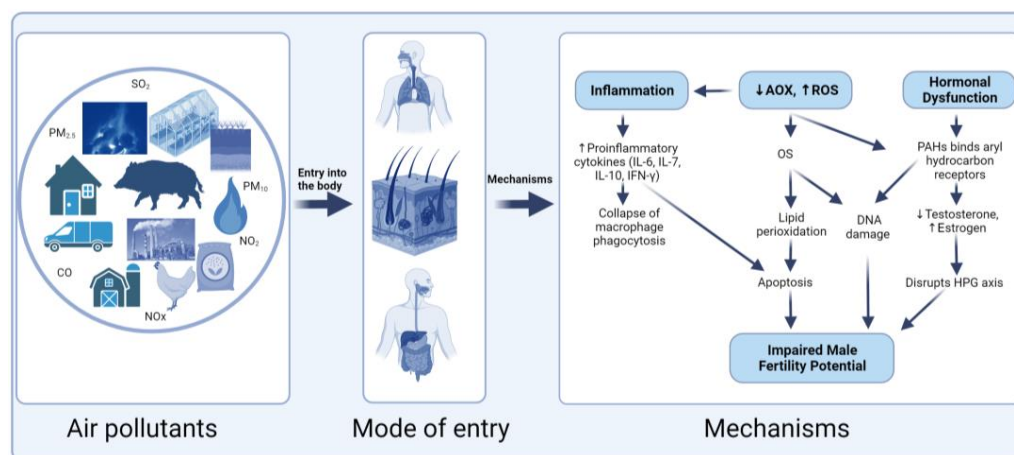 SO₂
PM₂.₅
PM₁₀
NO₂
CO
NOx
Entry into
the body
Mechanisms
Inflammation
↓AOX, ↑ROS
Hormonal
Dysfunction
↑Proinflammatory
cytokines (IL-6, IL-7,
IL-10, IFN-γ)
OS
PAHs binds aryl
hydrocarbon
receptors
Collapse of
macrophage
phagocytosis
Lipid
perioxidation
DNA
damage
↓Testosterone,
↑Estrogen
Apoptosis
Disrupts HPG axis
Impaired Male
Fertility Potential
Air pollutants
Mode of entry
Mechanisms